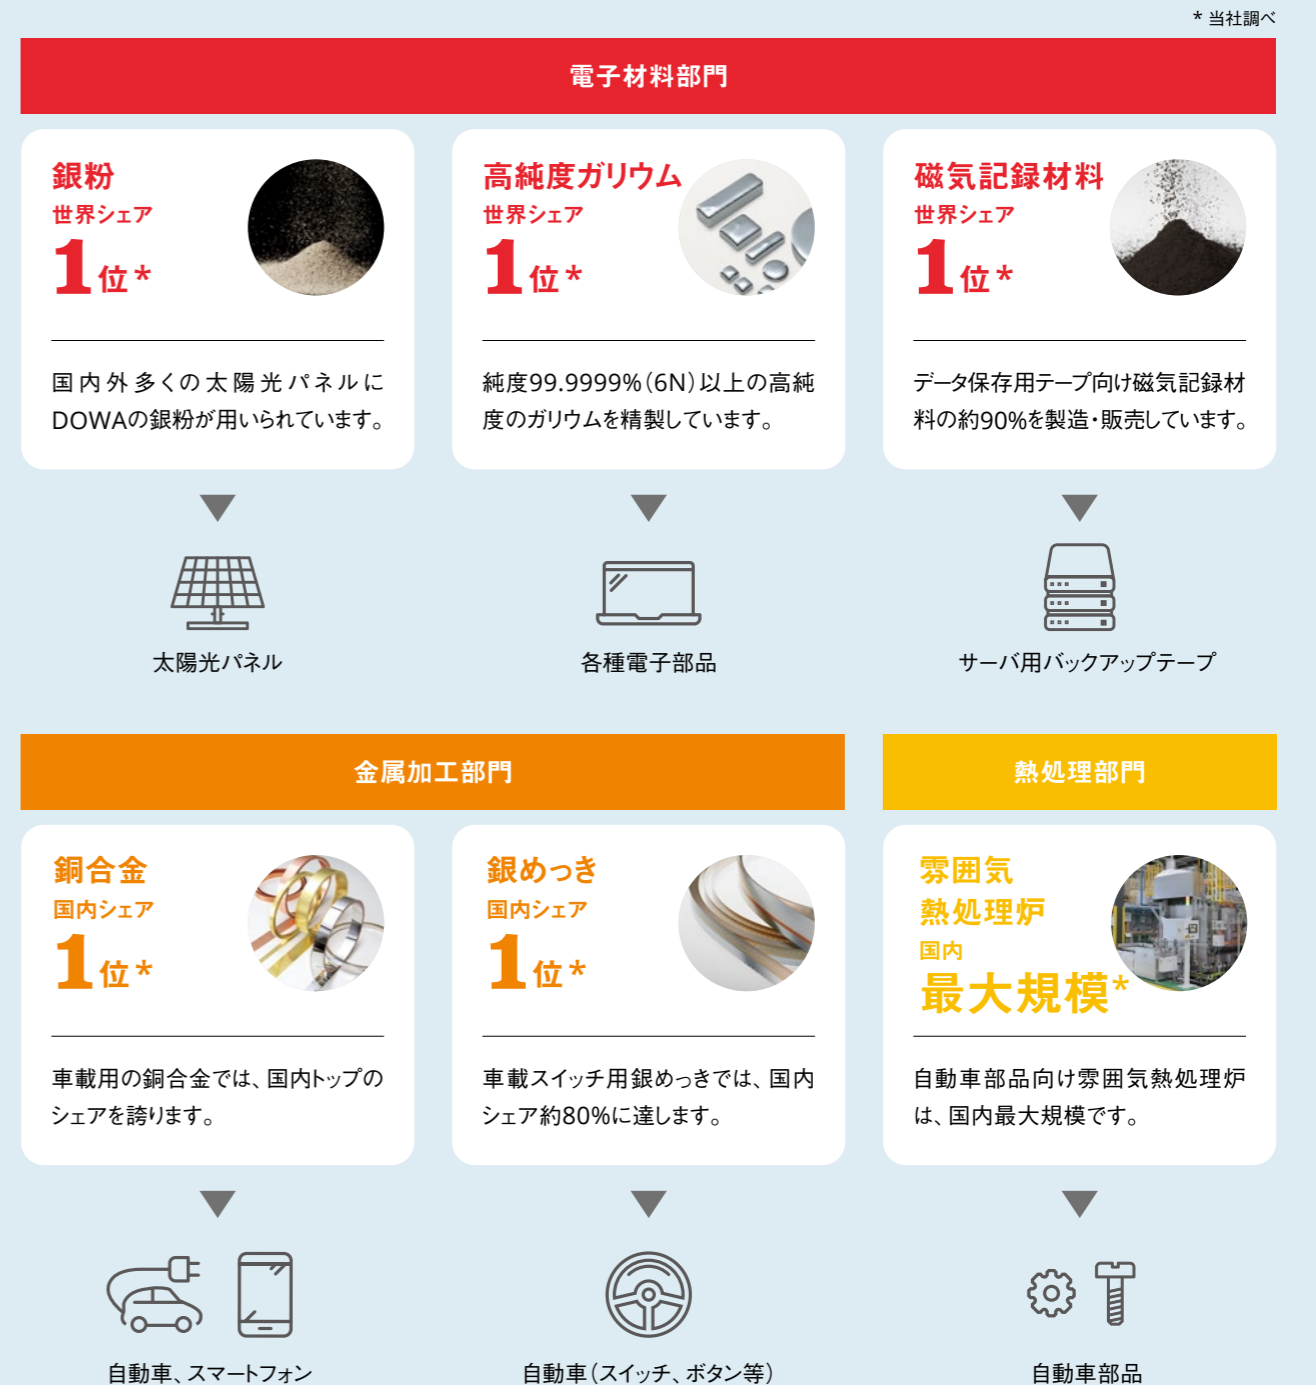 * 当社調べ
電子材料部門
銀粉
世界シェア
1位*
国内外多くの太陽光パネルに
DOWAの銀粉が用いられています。
太陽光パネル
高純度ガリウム
世界シェア
1位*
純度99.9999%(6N)以上の高純
度のガリウムを精製しています。
各種電子部品
磁気記録材料
世界シェア
1位*
データ保存用テープ向け磁気記録材
料の約90%を製造・販売しています。
サーバ用バックアップテープ
金属加工部門
銅合金
国内シェア
1位*
車載用の銅合金では、国内トップの
シェアを誇ります。
自動車、スマートフォン
銀めっき
国内シェア
1位*
車載スイッチ用銀めっきでは、国内
シェア約80%に達します。
自動車(スイッチ、ボタン等)
熱処理部門
雰囲気
熱処理炉
国内
最大規模*
自動車部品向け雰囲気熱処理炉
は、国内最大規模です。
自動車部品